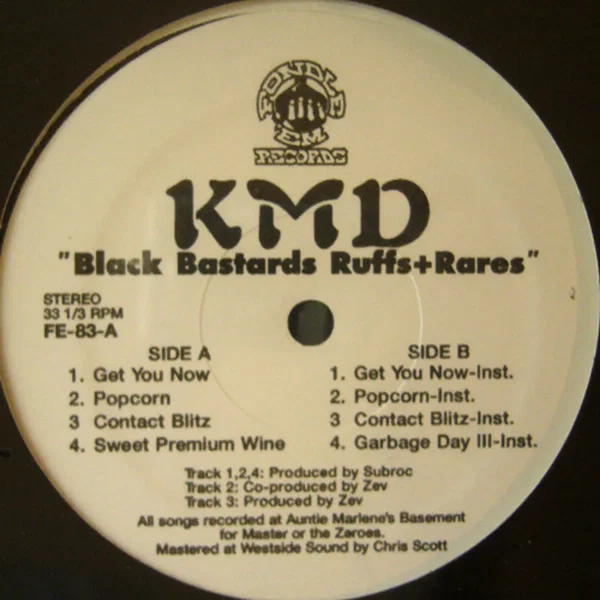 FONDLE
'EM
RECORDS
KMD
"Black Bastards Ruffs+Rares"
STEREO
33 1/3 RPM
FE-83-A
SIDE A
1. Get You Now
2. Popcorn
3 Contact Blitz
4. Sweet Premium Wine
SIDE B
1. Get You Now-Inst.
2. Popcorn-Inst.
3 Contact Blitz-Inst.
4. Garbage Day III-Inst.
Track 1,2,4: Produced by Subroc
Track 2: Co-produced by Zev
Track 3: Produced by Zev
All songs recorded at Auntie Marlene's Basement
for Master or the Zeroes.
Mastered at Westside Sound by Chris Scott